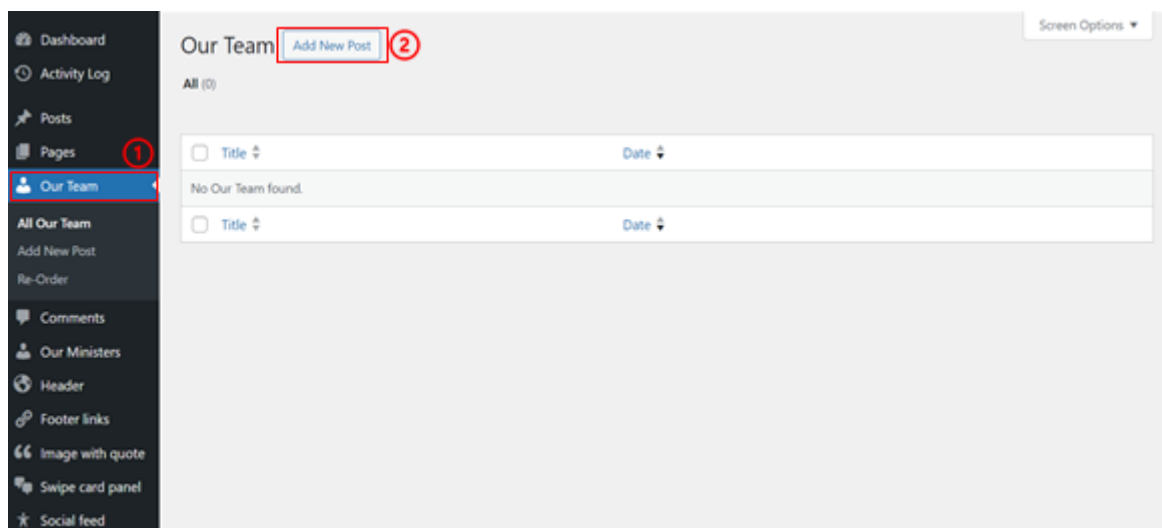 Dashboard
Activity Log
Posts
Pages
1
Our Team
All Our Team
Add New Post
Re-Order
Comments
Our Ministers
Header
Footer links
Image with quote
Swipe card panel
Social feed
Screen Options
Our Team Add New Post 2
All (0)
Title Date
No Our Team found.
Title Date